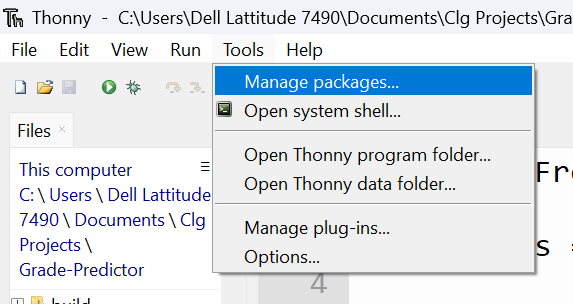 Thonny - C:\Users\Dell Lattitude 7490\Documents\Clg Projects\Gra
File Edit View Run Tools Help
Manage packages...
Open system shell...
Open Thonny program folder...
Open Thonny data folder...
Manage plug-ins...
Options...
Files ×
This computer
C: \ Users \ Dell Lattitude
7490 \ Documents \ Clg
Projects \
Grade-Predictor
build
Fr
s =
4